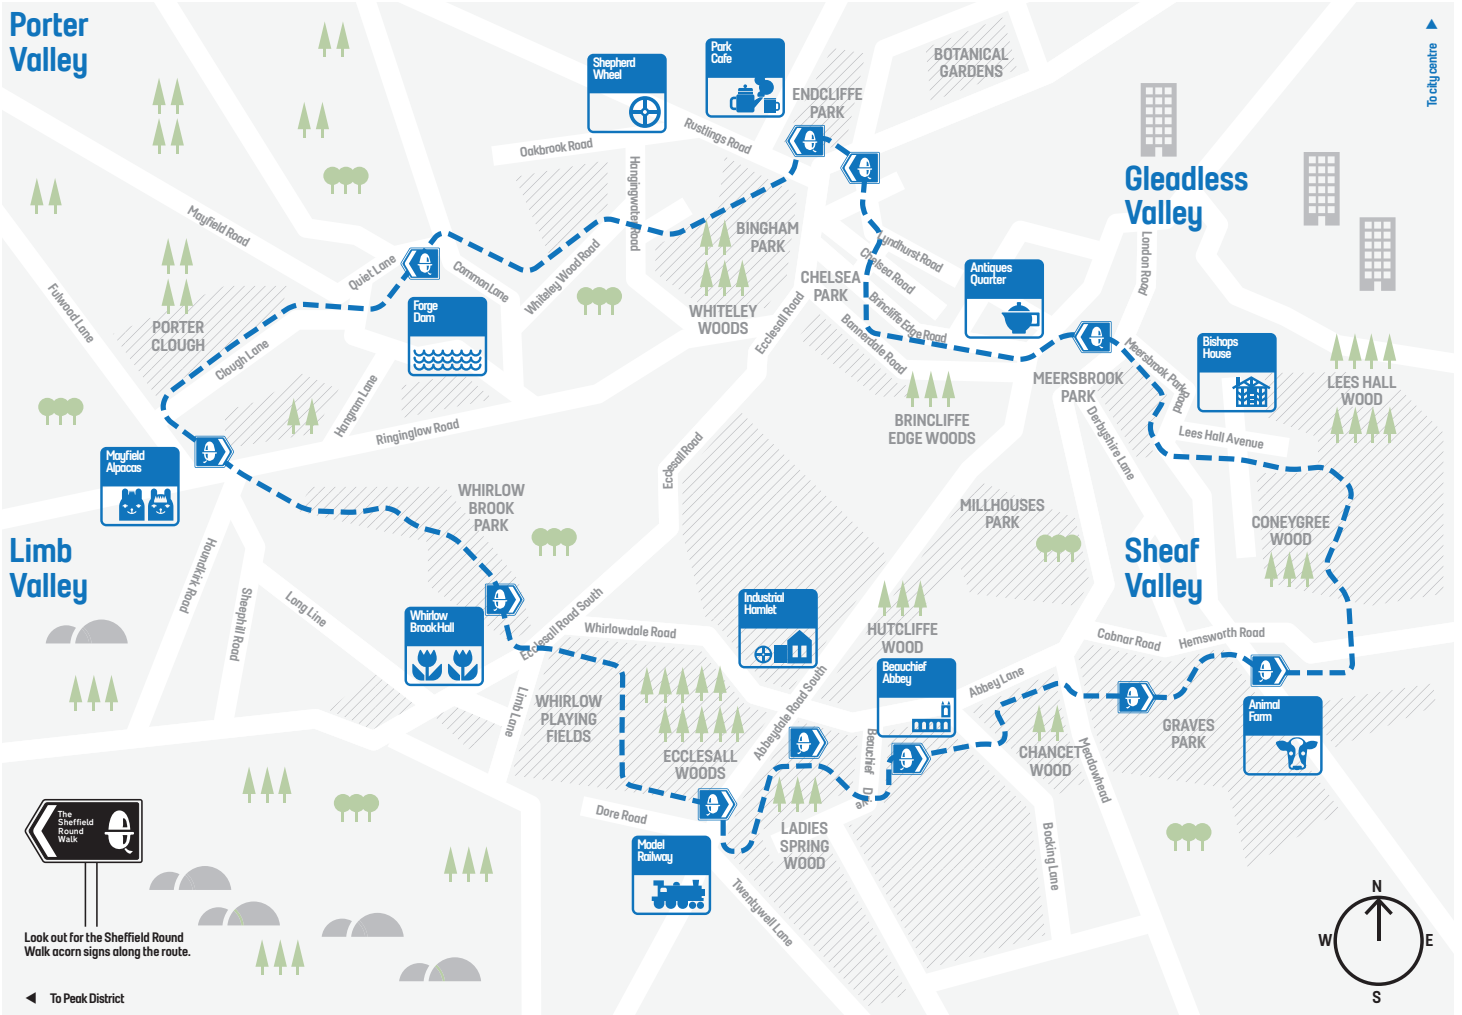 Porter
Valley
To city centre
BOTANICAL
GARDENS
Park
Cafe
Shepherd
Wheel
ENDCLIFFE
PARK
Rustlings Road
Oakbrook Road
Hangingwater Road
Gleadless
Valley
Mayfield Road
BINGHAM
PARK
Lyndhurst Road
Chelsea Road
London Road
Quiet Lane
Common Lane
Whiteley Wood Road
CHELSEA
PARK
Antiques
Quarter
Fulwood Lane
Forge
Dam
WHITELEY
WOODS
Ecclesall Road
Brincliffe Edge Road
Bannerdale Road
PORTER
CLOUGH
Clough Lane
Bishops
House
Meersbrook Park
Road
MEERSBROOK
PARK
LEES HALL
WOOD
Hangram Lane
Ringinglow Road
BRINCLIFFE
EDGE WOODS
Derbyshire Lane
Lees Hall Avenue
Mayfield
Alpacas
Ecclesall Road
WHIRLOW
BROOK
PARK
MILLHOUSES
PARK
CONEYGREE
WOOD
Limb
Valley
Sheaf
Valley
Houndkirk Road
Sheephill Road
Long Line
Whirlow
Brook Hall
Ecclesall Road South
Whirlowdale Road
Industrial
Hamlet
HUTCLIFFE
WOOD
Cobnar Road
Hemsworth Road
Beauchief
Abbey
Abbey Lane
Limb Lane
WHIRLOW
PLAYING
FIELDS
Abbeydale Road South
ECCLESALL
WOODS
Beauchief Drive
CHANCET
WOOD
Meadowhead
GRAVES
PARK
Animal
Farm
Dore Road
LADIES
SPRING
WOOD
Bocking Lane
Model
Railway
Twentywell Lane
The
Sheffield
Round
Walk
Look out for the Sheffield Round
Walk acorn signs along the route.
To Peak District
N
W
E
S